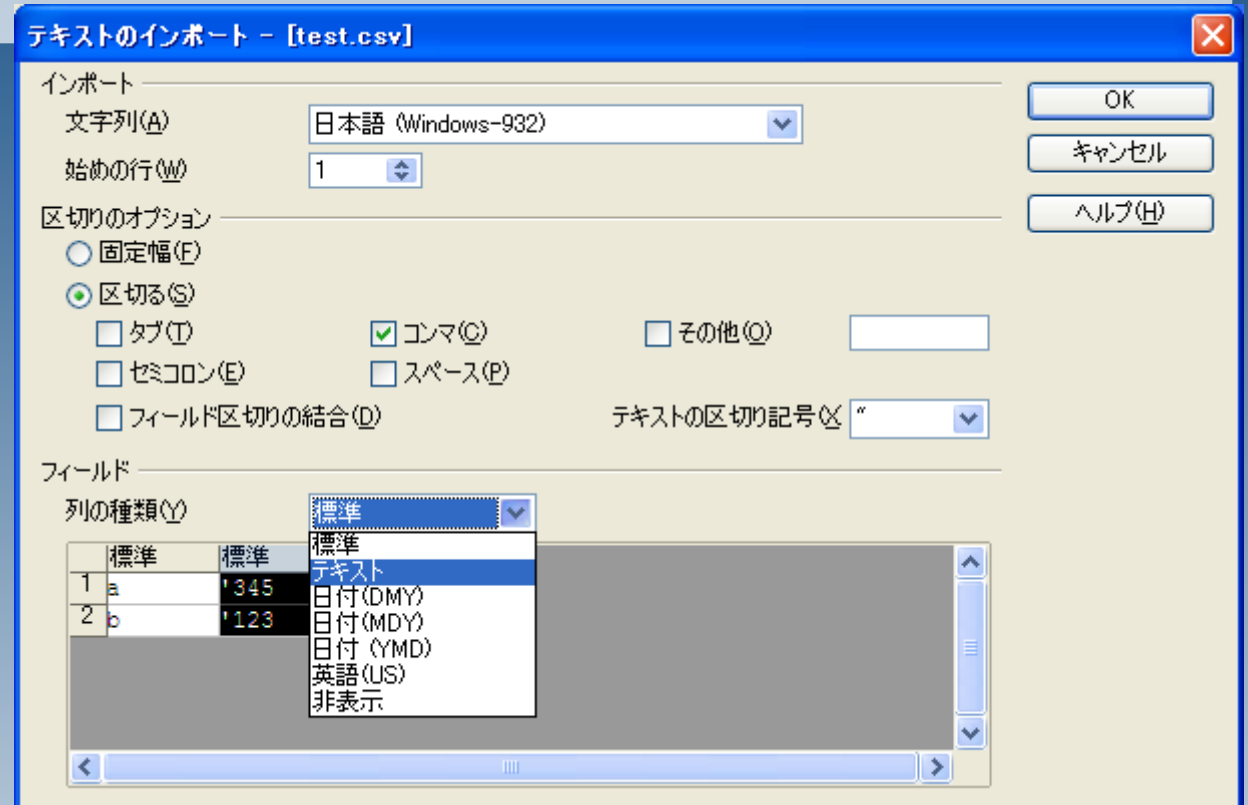 テキストのインポート - [test.csv]
インポート
文字列(A)
日本語 (Windows-932)
OK
始めの行(W)
1
キャンセル
区切りのオプション
ヘルプ(H)
固定幅(F)
区切る(S)
タブ(T)
コンマ(C)
その他(O)
セミコロン(E)
スペース(P)
フィールド区切りの結合(D)
テキストの区切り記号(X
"
フィールド
列の種類(Y)
標準
標準
テキスト
日付(DMY)
日付(MDY)
日付 (YMD)
英語(US)
非表示
標準 標準
1 a '345
2 b '123